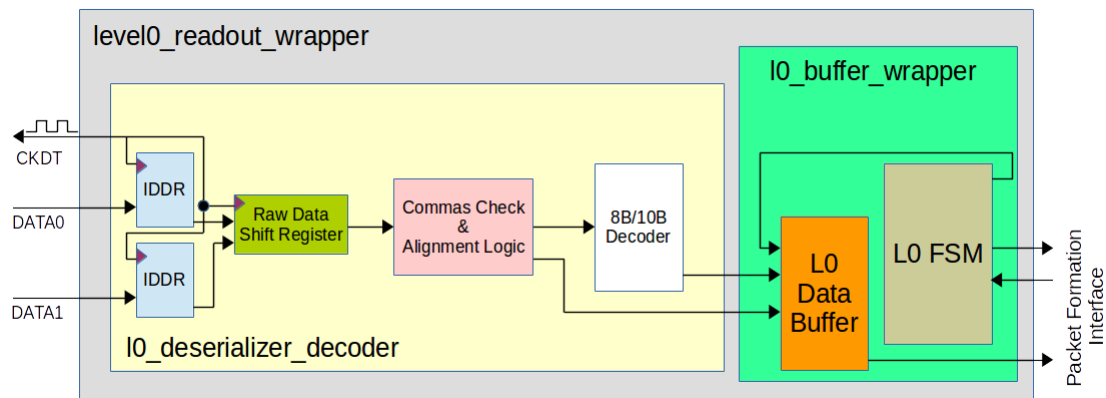 level0_readout_wrapper
l0_buffer_wrapper
CKDT
IDDR
DATA0
Raw Data
Shift Register
Commas Check
&
Alignment Logic
8B/10B
Decoder
IDDR
DATA1
L0
Data
Buffer
L0 FSM
Packet Formation
Interface
l0_deserializer_decoder